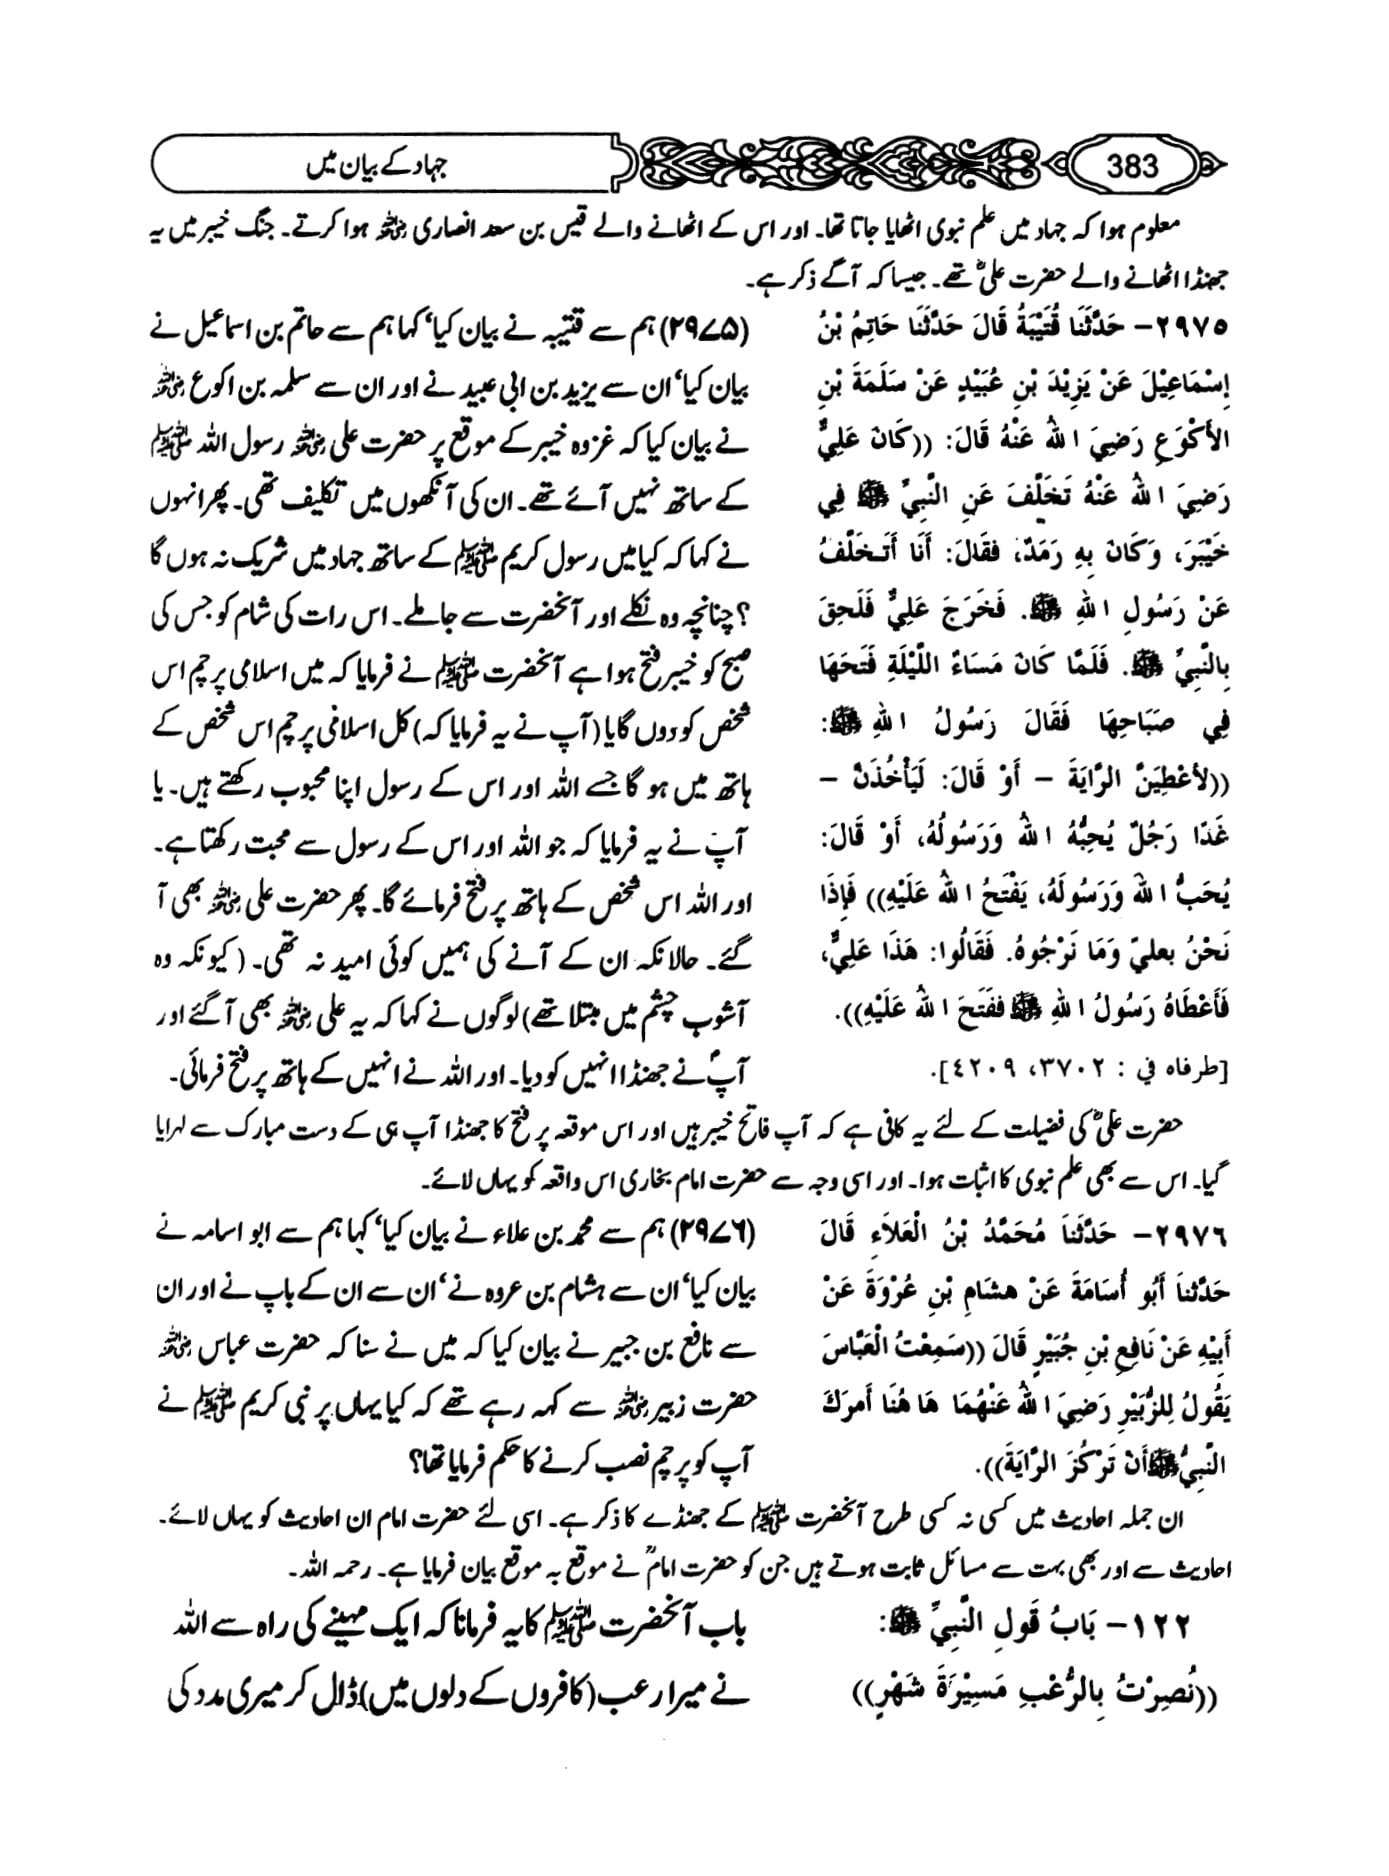 383
جہاد کے بیان میں
معلوم ہوا کہ جہاد میں علم نبوی اٹھایا جاتا تھا۔ اور اس کے اٹھانے والے قیس بن سعد انصاری رضی اللہ عنہ ہوا کرتے۔ جنگ خیبر میں یہ
جھنڈا اٹھانے والے حضرت علیؓ تھے۔ جیسا کہ آگے ذکر ہے۔
٢٩٧٥– حَدَّثَنَا قُتَيْبَةُ قَالَ حَدَّثَنَا حَاتِمُ بْنُ
إِسْمَاعِيْلَ عَنْ يَزِيْدَ بْنِ عُبَيْدٍ عَنْ سَلَمَةَ بْنِ
الأَكْوَعِ رَضِيَ اللهُ عَنْهُ قَالَ: ((كَانَ عَلِيٌّ
رَضِيَ اللهُ عَنْهُ تَخَلَّفَ عَنِ النَّبِيِّ ﷺ فِي
خَيْبَرَ، وَكَانَ بِهِ رَمَدٌ، فَقَالَ: أَنَا أَتَخَلَّفُ
عَنْ رَسُولِ اللهِ ﷺ. فَخَرَجَ عَلِيٌّ فَلَحِقَ
بِالنَّبِيِّ ﷺ. فَلَمَّا كَانَ مَسَاءُ اللَّيْلَةِ فَتَحَهَا
فِي صَبَاحِهَا فَقَالَ رَسُولُ اللهِ ﷺ:
((لأعْطِيَنَّ الرَّايَةَ – أَوْ قَالَ: لَيَأْخُذَنَّ –
غَدًا رَجُلٌ يُحِبُّهُ اللهُ وَرَسُولُهُ، أَوْ قَالَ:
يُحَبُّ اللهَ وَرَسُولَهُ، يَفْتَحُ اللهُ عَلَيْهِ)) فَإِذَا
نَحْنُ بعلِيّ وَمَا نَرْجُوهُ. فَقَالُوا: هَذَا عَلِيٌّ،
فَأَعْطَاهُ رَسُولُ اللهِ ﷺ فَفَتَحَ اللهُ عَلَيْهِ)).
[طرفاه في : ٣٧٠٢، ٤٢٠٩].
(۲۹۷۵) ہم سے قتیبہ نے بیان کیا‘ کہا ہم سے حاتم بن اسماعیل نے
بیان کیا‘ ان سے یزید بن ابی عبید نے اور ان سے سلمہ بن اکوع رضی اللہ عنہ
نے بیان کیا کہ غزوہ خیبر کے موقع پر حضرت علی رضی اللہ عنہ رسول اللہ ﷺ
کے ساتھ نہیں آئے تھے۔ ان کی آنکھوں میں تکلیف تھی۔ پھر انہوں
نے کہا کہ کیا میں رسول کریم ﷺ کے ساتھ جہاد میں شریک نہ ہوں گا
؟ چنانچہ وہ نکلے اور آنحضرت سے جا ملے۔ اس رات کی شام کو جس کی
صبح کو خیبر فتح ہوا ہے آنحضرت ﷺ نے فرمایا کہ میں اسلامی پرچم اس
شخص کو دوں گا یا (آپ نے یہ فرمایا کہ) کل اسلامی پرچم اس شخص کے
ہاتھ میں ہو گا جسے اللہ اور اس کے رسول اپنا محبوب رکھتے ہیں۔ یا
آپ نے یہ فرمایا کہ جو اللہ اور اس کے رسول سے محبت رکھتا ہے۔
اور اللہ اس شخص کے ہاتھ پر فتح فرمائے گا۔ پھر حضرت علی رضی اللہ عنہ بھی آ
گئے۔ حالانکہ ان کے آنے کی ہمیں کوئی امید نہ تھی۔ (کیونکہ وہ
آشوب چشم میں مبتلا تھے) لوگوں نے کہا کہ یہ علی رضی اللہ عنہ بھی آ گئے اور
آپؐ نے جھنڈا انہیں کو دیا۔ اور اللہ نے انہیں کے ہاتھ پر فتح فرمائی۔
حضرت علیؓ کی فضیلت کے لئے یہ کافی ہے کہ آپ فاتح خیبر ہیں اور اس موقعہ پر فتح کا جھنڈا آپ ہی کے دست مبارک سے لہرایا
گیا۔ اس سے بھی علم نبوی کا اثبات ہوا۔ اور اسی وجہ سے حضرت امام بخاری اس واقعہ کو یہاں لائے۔
٢٩٧٦– حَدَّثَنَا مُحَمَّدُ بْنُ الْعَلاَءِ قَالَ
حَدَّثَنَا أَبُو أُسَامَةَ عَنْ هشَامِ بْنِ عُرْوَةَ عَنْ
أَبِيْهِ عَنْ نَافِعِ بْنِ جُبَيْرٍ قَالَ ((سَمِعْتُ الْعَبَّاسَ
يَقُولُ لِلزُّبَيْرِ رَضِيَ اللهُ عَنْهُمَا هَا هُنَا أَمرَكَ
النَّبِيُّ ﷺ أَنْ تَرْكُزَ الرَّايَةَ)).
(۲۹۷۶) ہم سے محمد بن علاء نے بیان کیا‘ کہا ہم سے ابو اسامہ نے
بیان کیا‘ ان سے ہشام بن عروہ نے‘ ان سے ان کے باپ نے اور ان
سے نافع بن جبیر نے بیان کیا کہ میں نے سنا کہ حضرت عباس رضی اللہ عنہ
حضرت زبیر رضی اللہ عنہ سے کہہ رہے تھے کہ کیا یہاں پر نبی کریم ﷺ نے
آپ کو پرچم نصب کرنے کا حکم فرمایا تھا؟
ان جملہ احادیث میں کسی نہ کسی طرح آنحضرت ﷺ کے جھنڈے کا ذکر ہے۔ اسی لئے حضرت امام ان احادیث کو یہاں لائے۔
احادیث سے اور بھی بہت سے مسائل ثابت ہوتے ہیں جن کو حضرت امامؒ نے موقع بہ موقع بیان فرمایا ہے۔ رحمہ اللہ۔
١٢٢– بَابُ قَولِ النَّبِيِّ ﷺ:
((نُصِرْتُ بِالرُّعْبِ مَسِيْرَةَ شَهْرٍ))
باب آنحضرت ﷺ کا یہ فرمانا کہ ایک مہینے کی راہ سے اللہ
نے میرا رعب (کافروں کے دلوں میں) ڈال کر میری مدد کی